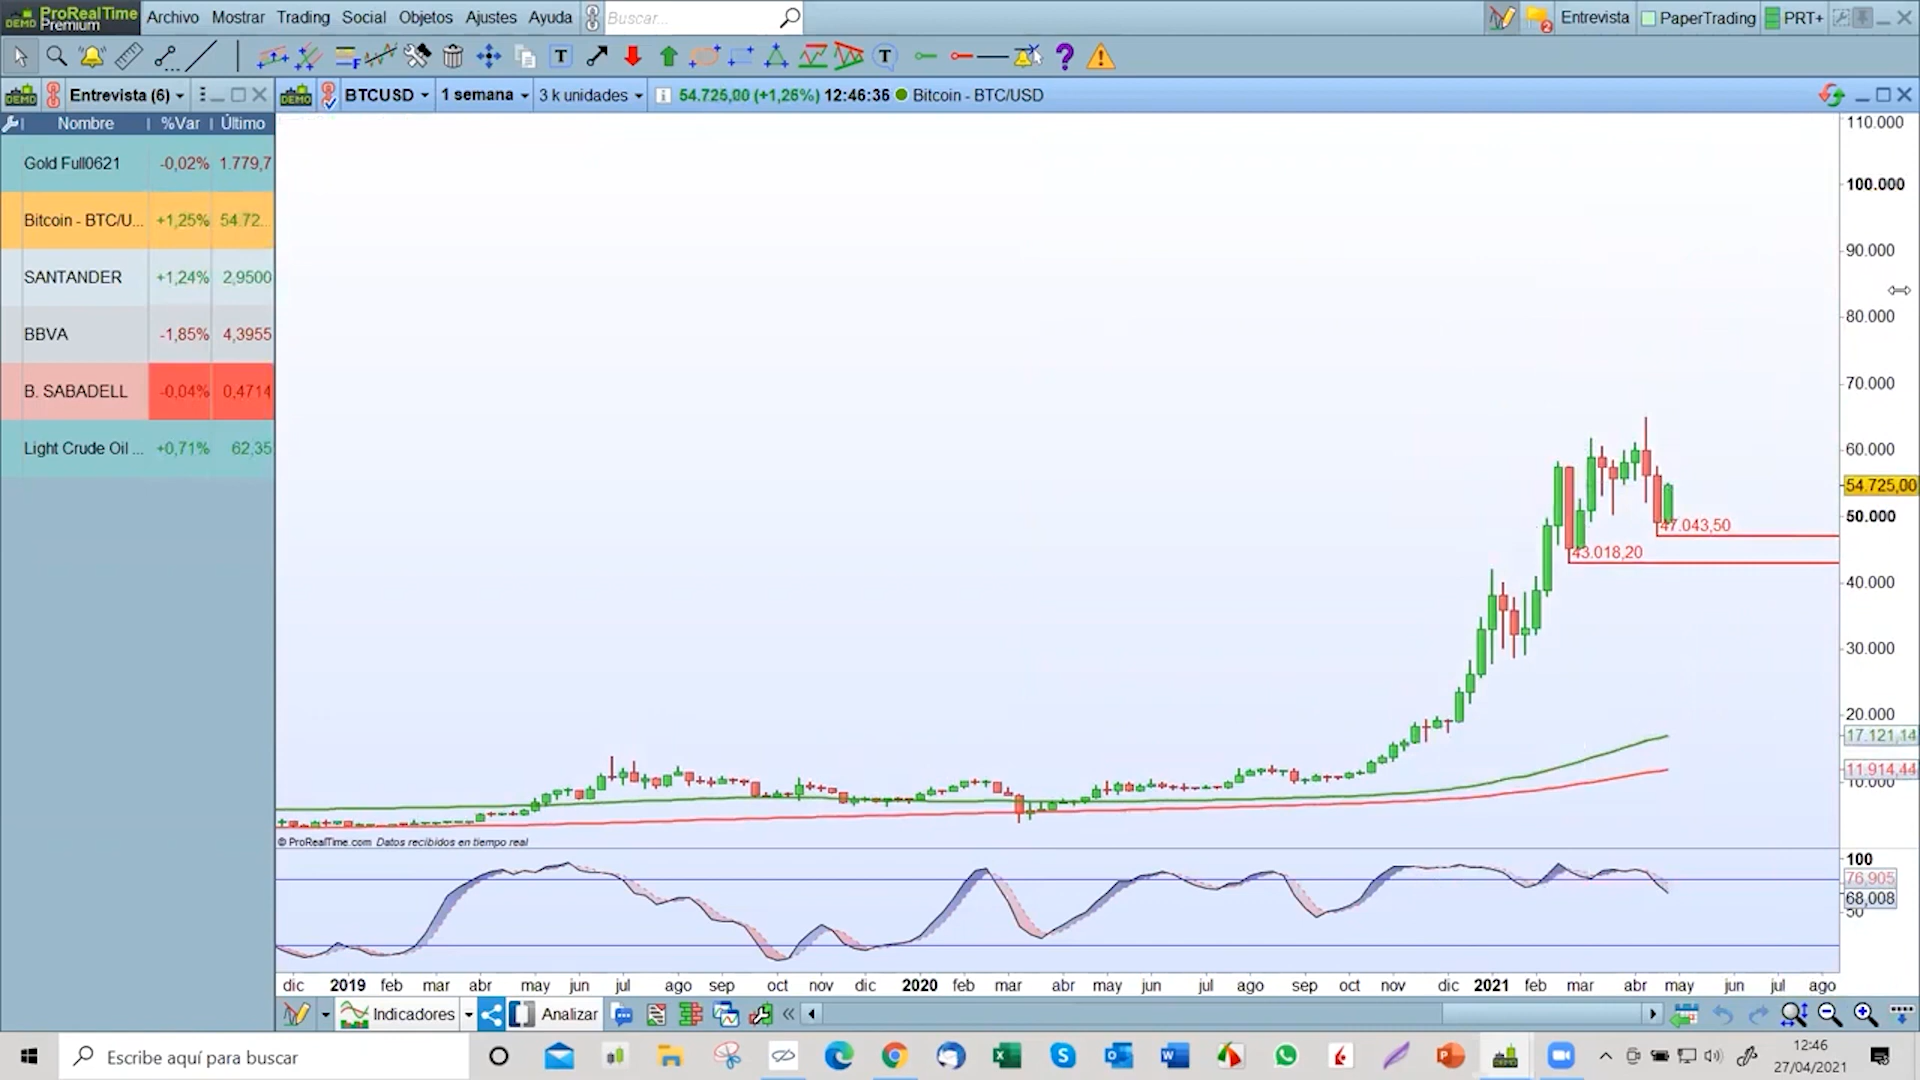 ProRealTime Premium DEMO Archivo Mostrar Trading Social Objetos Ajustes Ayuda Buscar... 2 Entrevista PaperTrading PRT+
T T ?
DEMO Entrevista (6) DEMO BTCUSD 1 semana 3 k unidades 54.725,00 (+1,26%) 12:46:36 Bitcoin - BTC/USD
Nombre %Var Último
Gold Full0621 -0,02% 1.779,7
Bitcoin - BTC/U... +1,25% 54.72...
SANTANDER +1,24% 2,9500
BBVA -1,85% 4,3955
B. SABADELL -0,04% 0,4714
Light Crude Oil ... +0,71% 62,35
110.000
100.000
90.000
80.000
70.000
60.000
54.725,00
50.000
47.043,50
43.018,20
40.000
30.000
20.000
17.121,14
11.914,44
10.000
© ProRealTime.com Datos recibidos en tiempo real
100
76,905
68,008
50
dic 2019 feb mar abr may jun jul ago sep oct nov dic 2020 feb mar abr may jun jul ago sep oct nov dic 2021 feb mar abr may jun jul ago
Indicadores Analizar
Escribe aquí para buscar
DEMO
12:46
27/04/2021